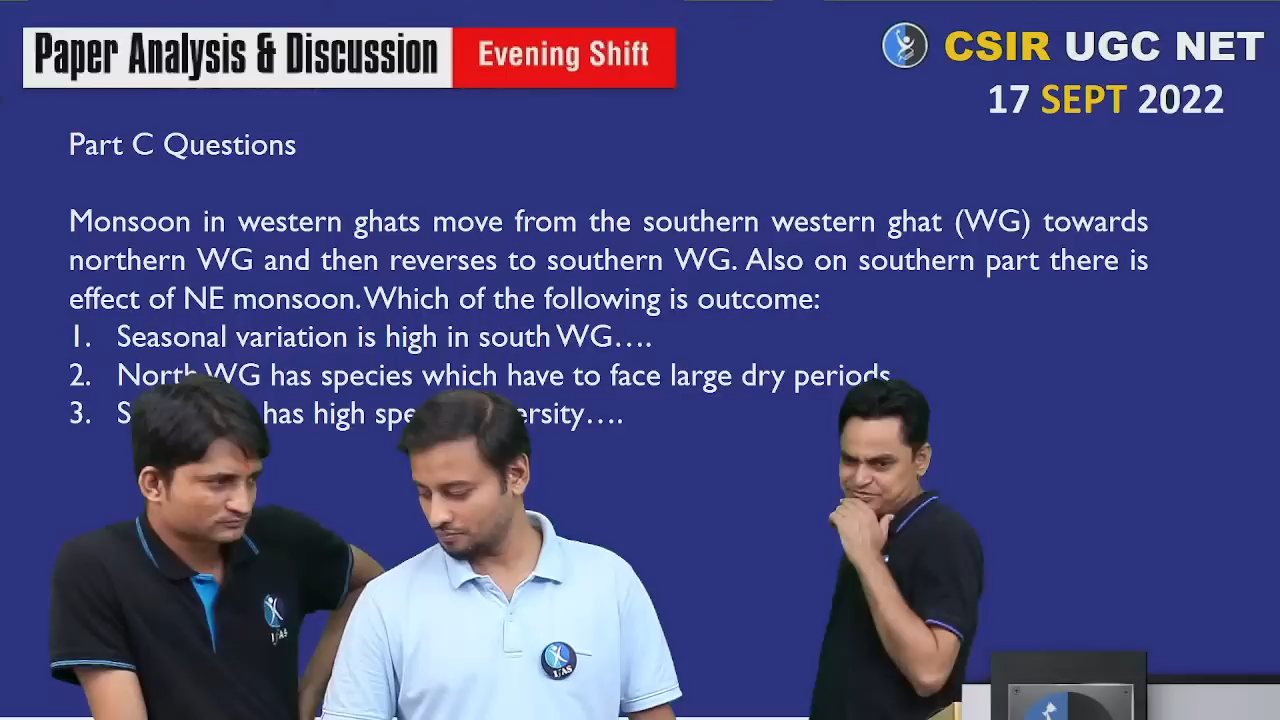 Paper Analysis & Discussion Evening Shift
CSIR UGC NET
17 SEPT 2022
Part C Questions
Monsoon in western ghats move from the southern western ghat (WG) towards
northern WG and then reverses to southern WG. Also on southern part there is
effect of NE monsoon. Which of the following is outcome:
1. Seasonal variation is high in south WG....
2. North WG has species which have to face large dry periods
3. has high
IFAS